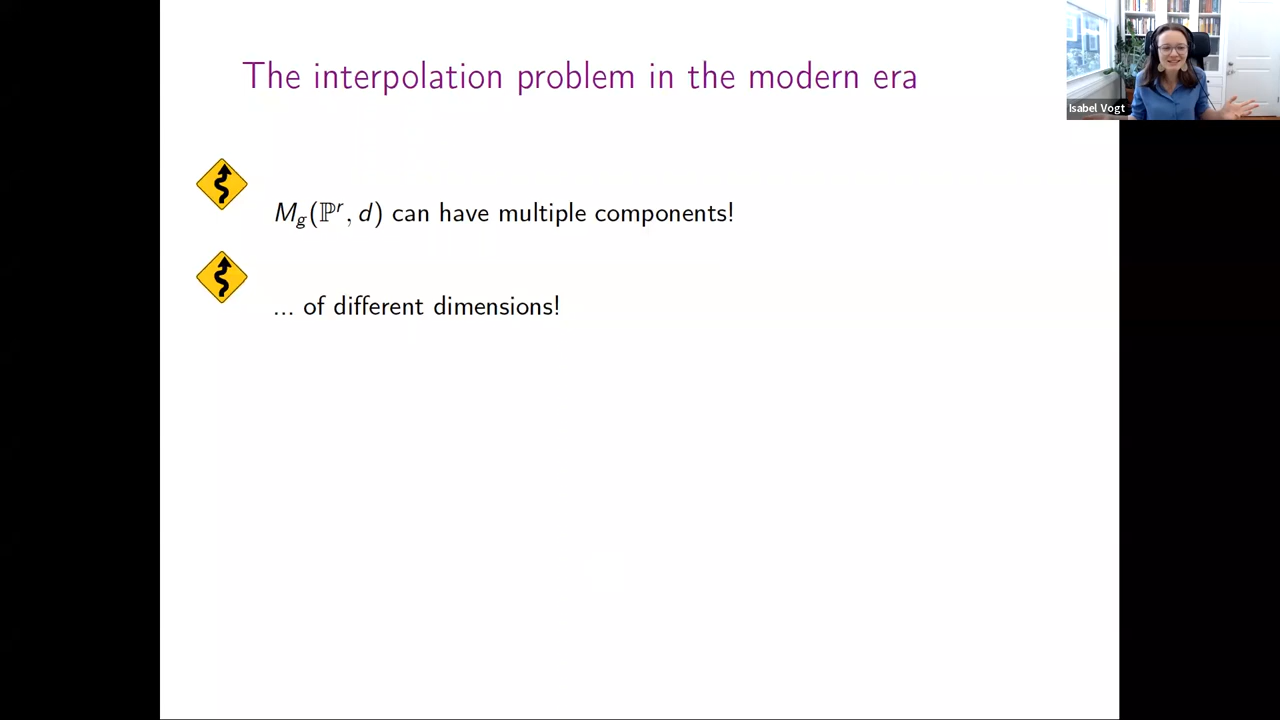 The interpolation problem in the modern era
Isabel Vogt
M_g(ℙ^r, d) can have multiple components!
... of different dimensions!